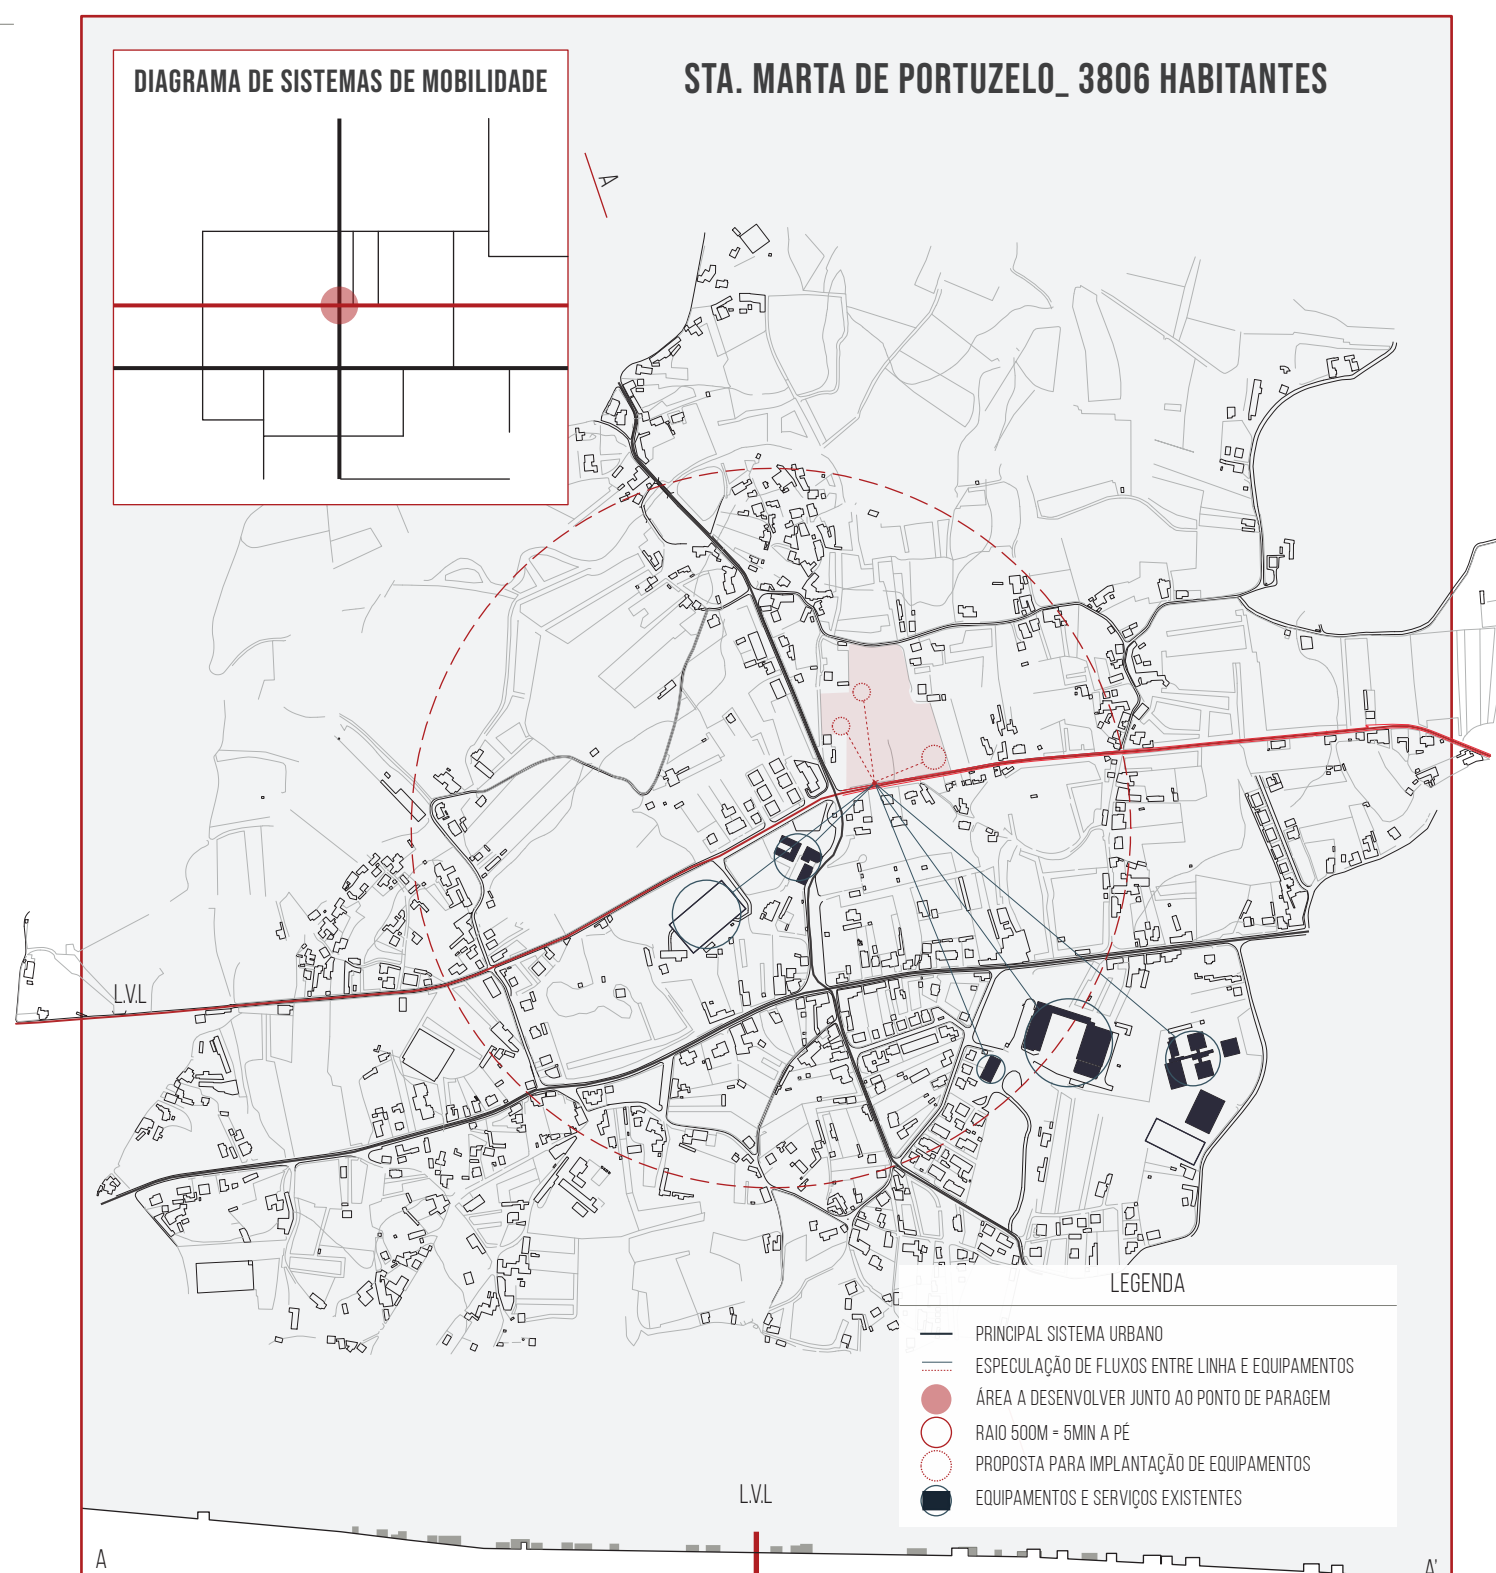 DIAGRAMA DE SISTEMAS DE MOBILIDADE
STA. MARTA DE PORTUZELO_ 3806 HABITANTES
A
L.V.L
LEGENDA
PRINCIPAL SISTEMA URBANO
ESPECULAÇÃO DE FLUXOS ENTRE LINHA E EQUIPAMENTOS
ÁREA A DESENVOLVER JUNTO AO PONTO DE PARAGEM
RAIO 500M = 5MIN A PÉ
PROPOSTA PARA IMPLANTAÇÃO DE EQUIPAMENTOS
EQUIPAMENTOS E SERVIÇOS EXISTENTES
L.V.L
A
A'